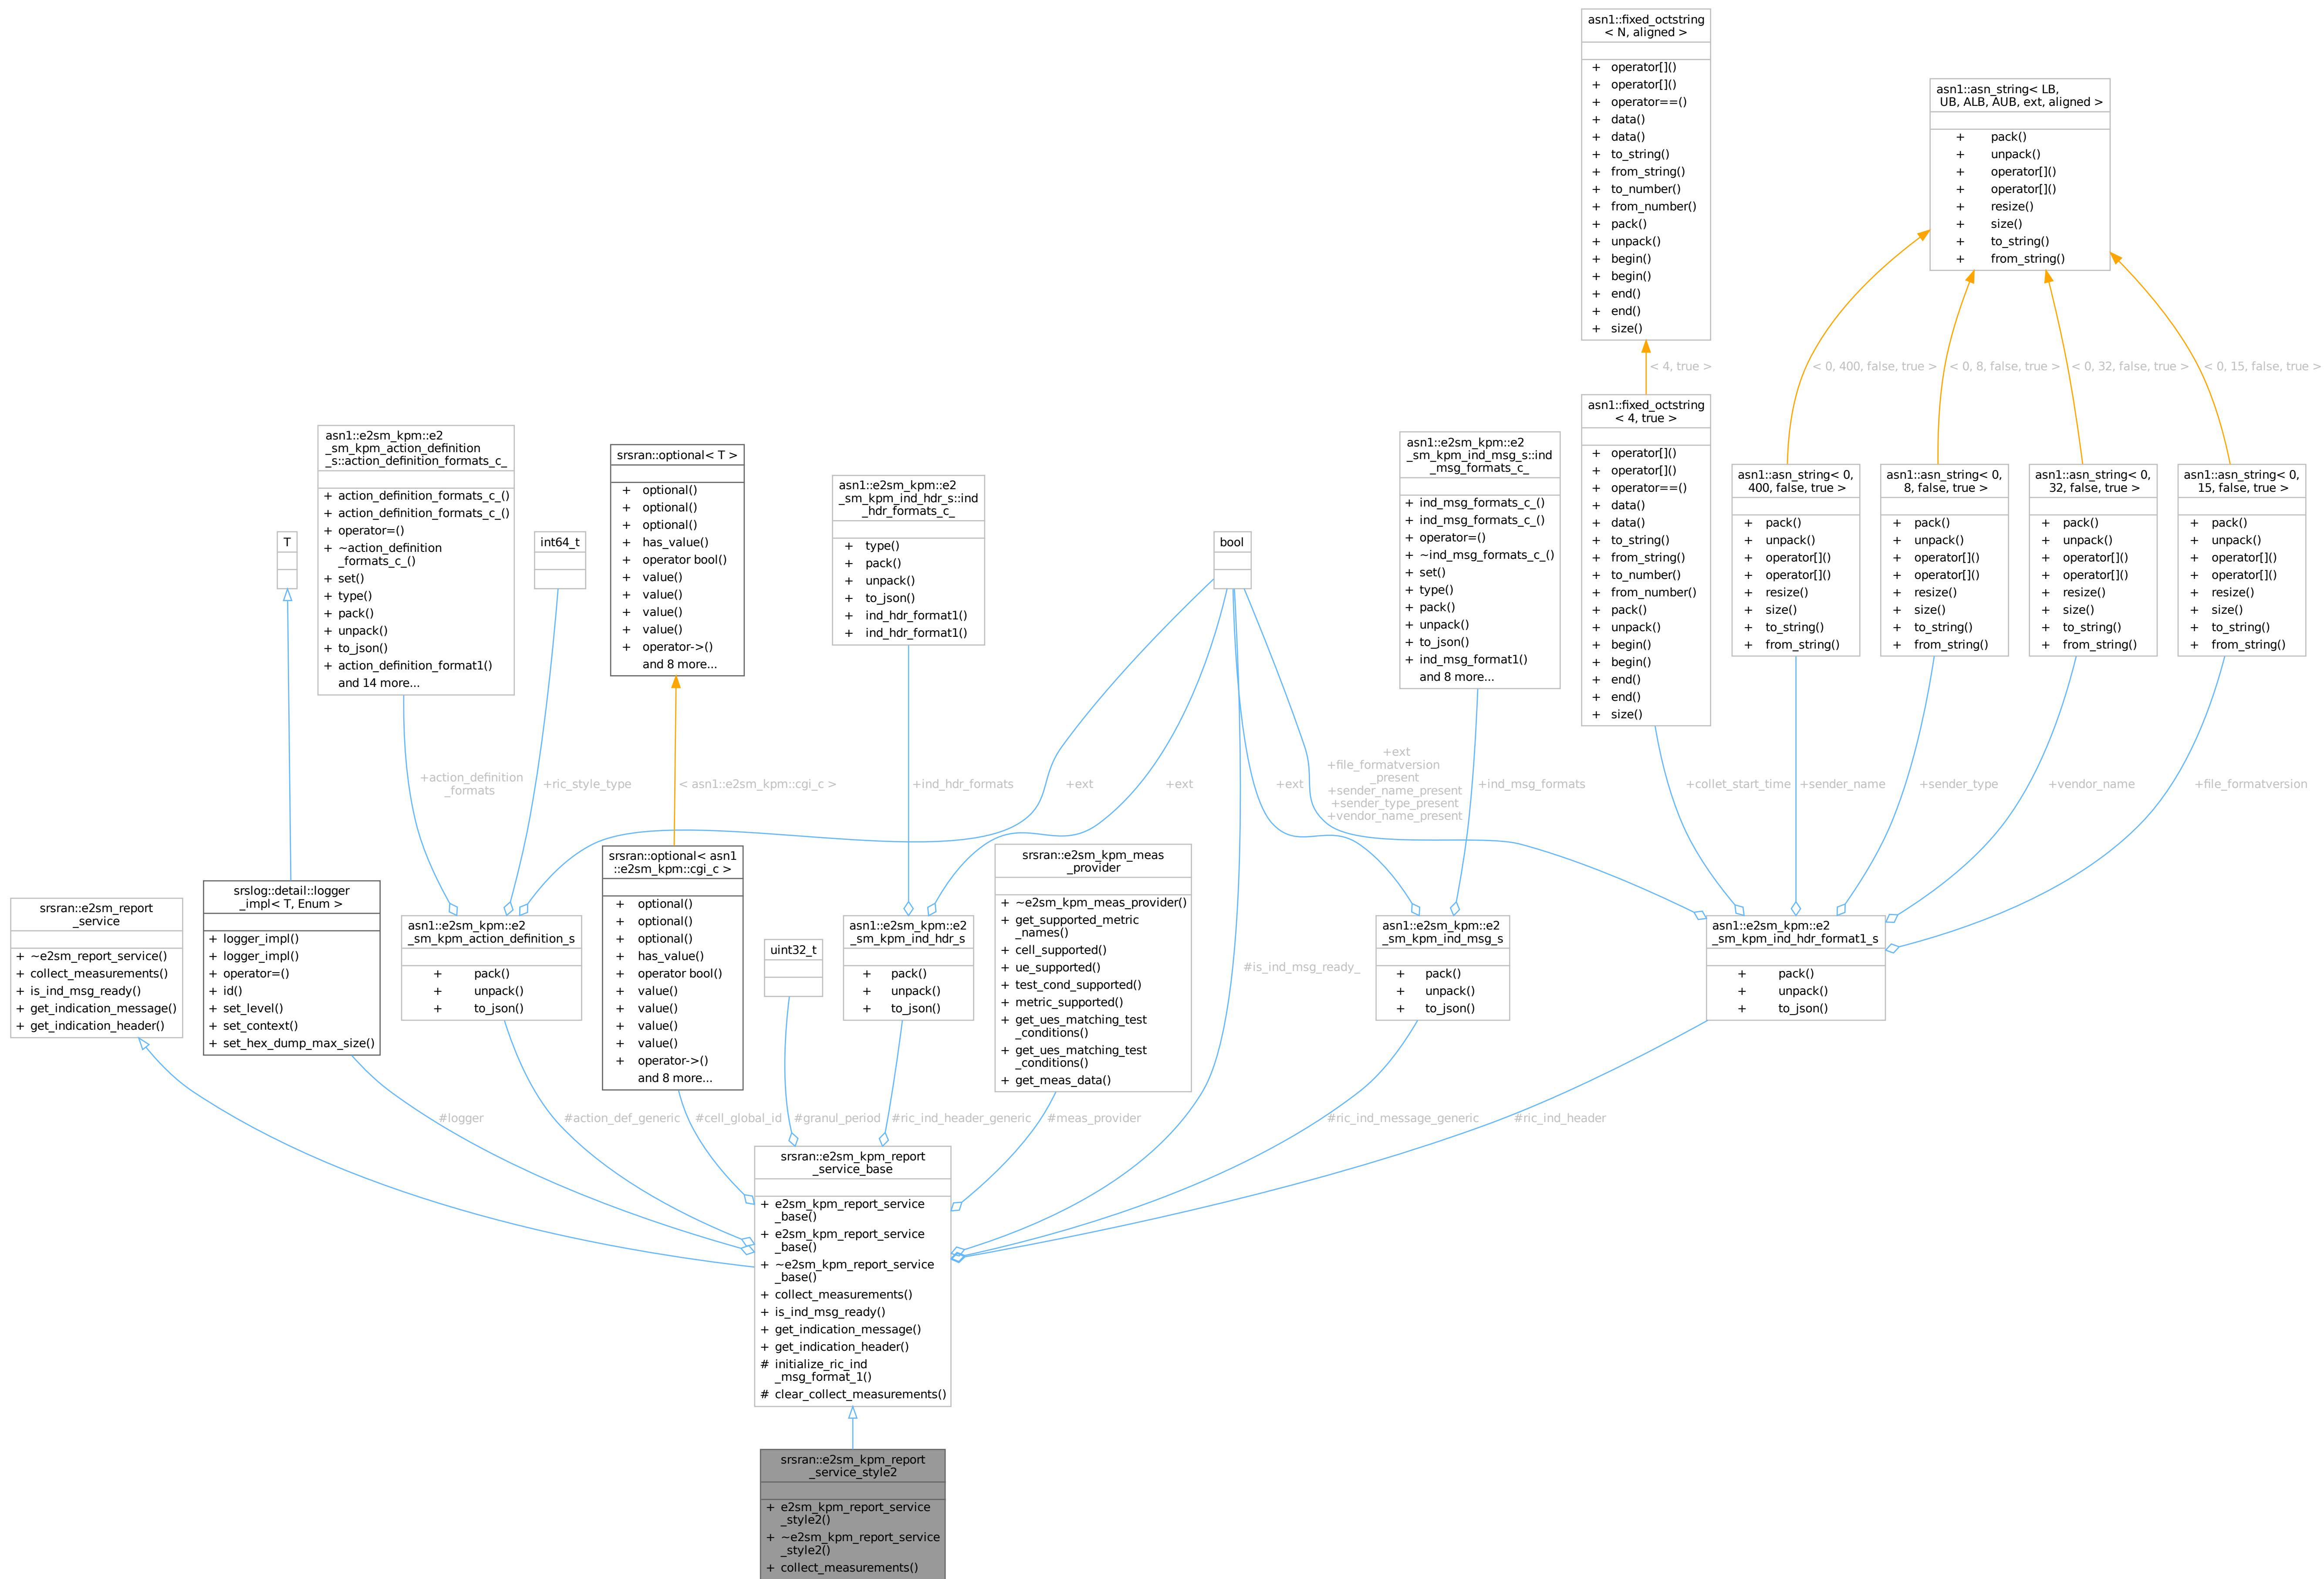 asn1::fixed_octstring
< N, aligned >
+ operator[]()
+ operator[]()
+ operator==()
+ data()
+ data()
+ to_string()
+ from_string()
+ to_number()
+ from_number()
+ pack()
+ unpack()
+ begin()
+ begin()
+ end()
+ end()
+ size()
asn1::asn_string< LB,
UB, ALB, AUB, ext, aligned >
+ pack()
+ unpack()
+ operator[]()
+ operator[]()
+ resize()
+ size()
+ to_string()
+ from_string()
< 4, true >
< 0, 400, false, true >
< 0, 8, false, true >
< 0, 32, false, true >
< 0, 15, false, true >
T
asn1::e2sm_kpm::e2
_sm_kpm_action_definition
_s::action_definition_formats_c_
+ action_definition_formats_c_()
+ action_definition_formats_c_()
+ operator=()
+ ~action_definition
_formats_c_()
+ set()
+ type()
+ pack()
+ unpack()
+ to_json()
+ action_definition_format1()
and 14 more...
int64_t
srsran::optional< T >
+ optional()
+ optional()
+ optional()
+ has_value()
+ operator bool()
+ value()
+ value()
+ value()
+ value()
+ operator->()
and 8 more...
asn1::e2sm_kpm::e2
_sm_kpm_ind_hdr_s::ind
_hdr_formats_c_
+ type()
+ pack()
+ unpack()
+ to_json()
+ ind_hdr_format1()
+ ind_hdr_format1()
bool
asn1::e2sm_kpm::e2
_sm_kpm_ind_msg_s::ind
_msg_formats_c_
+ ind_msg_formats_c_()
+ ind_msg_formats_c_()
+ operator=()
+ ~ind_msg_formats_c_()
+ set()
+ type()
+ pack()
+ unpack()
+ to_json()
+ ind_msg_format1()
and 8 more...
asn1::fixed_octstring
< 4, true >
+ operator[]()
+ operator[]()
+ operator==()
+ data()
+ data()
+ to_string()
+ from_string()
+ to_number()
+ from_number()
+ pack()
+ unpack()
+ begin()
+ begin()
+ end()
+ end()
+ size()
asn1::asn_string< 0,
400, false, true >
+ pack()
+ unpack()
+ operator[]()
+ operator[]()
+ resize()
+ size()
+ to_string()
+ from_string()
asn1::asn_string< 0,
8, false, true >
+ pack()
+ unpack()
+ operator[]()
+ operator[]()
+ resize()
+ size()
+ to_string()
+ from_string()
asn1::asn_string< 0,
32, false, true >
+ pack()
+ unpack()
+ operator[]()
+ operator[]()
+ resize()
+ size()
+ to_string()
+ from_string()
asn1::asn_string< 0,
15, false, true >
+ pack()
+ unpack()
+ operator[]()
+ operator[]()
+ resize()
+ size()
+ to_string()
+ from_string()
+action_definition
_formats
+ric_style_type
< asn1::e2sm_kpm::cgi_c >
+ind_hdr_formats
+ext
+ext
+ext
+ext
+file_formatversion
_present
+sender_name_present
+sender_type_present
+vendor_name_present
+ind_msg_formats
+collet_start_time
+sender_name
+sender_type
+vendor_name
+file_formatversion
srsran::e2sm_report
_service
+ ~e2sm_report_service()
+ collect_measurements()
+ is_ind_msg_ready()
+ get_indication_message()
+ get_indication_header()
srslog::detail::logger
_impl< T, Enum >
+ logger_impl()
+ logger_impl()
+ operator=()
+ id()
+ set_level()
+ set_context()
+ set_hex_dump_max_size()
asn1::e2sm_kpm::e2
_sm_kpm_action_definition_s
+ pack()
+ unpack()
+ to_json()
srsran::optional< asn1
::e2sm_kpm::cgi_c >
+ optional()
+ optional()
+ optional()
+ has_value()
+ operator bool()
+ value()
+ value()
+ value()
+ value()
+ operator->()
and 8 more...
uint32_t
asn1::e2sm_kpm::e2
_sm_kpm_ind_hdr_s
+ pack()
+ unpack()
+ to_json()
srsran::e2sm_kpm_meas
_provider
+ ~e2sm_kpm_meas_provider()
+ get_supported_metric
_names()
+ cell_supported()
+ ue_supported()
+ test_cond_supported()
+ metric_supported()
+ get_ues_matching_test
_conditions()
+ get_ues_matching_test
_conditions()
+ get_meas_data()
#is_ind_msg_ready_
asn1::e2sm_kpm::e2
_sm_kpm_ind_msg_s
+ pack()
+ unpack()
+ to_json()
asn1::e2sm_kpm::e2
_sm_kpm_ind_hdr_format1_s
+ pack()
+ unpack()
+ to_json()
#logger
#action_def_generic
#cell_global_id
#granul_period
#ric_ind_header_generic
#meas_provider
#ric_ind_message_generic
#ric_ind_header
srsran::e2sm_kpm_report
_service_base
+ e2sm_kpm_report_service
_base()
+ e2sm_kpm_report_service
_base()
+ ~e2sm_kpm_report_service
_base()
+ collect_measurements()
+ is_ind_msg_ready()
+ get_indication_message()
+ get_indication_header()
# initialize_ric_ind
_msg_format_1()
# clear_collect_measurements()
srsran::e2sm_kpm_report
_service_style2
+ e2sm_kpm_report_service
_style2()
+ ~e2sm_kpm_report_service
_style2()
+ collect_measurements()